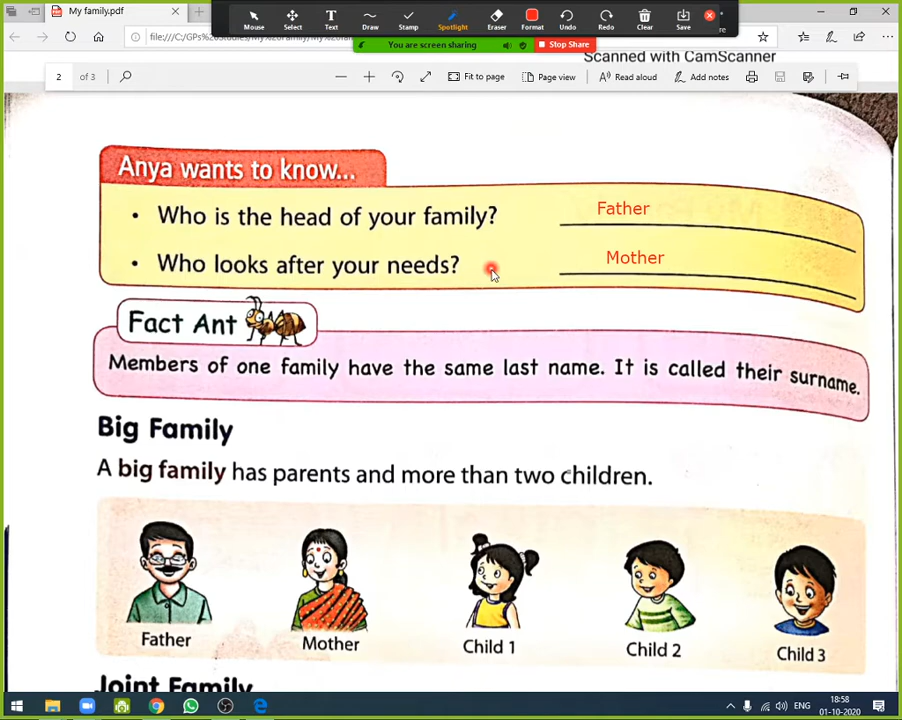 My family.pdf
Mouse Select Text Draw Stamp Spotlight Eraser Format Undo Redo Clear Save
You are screen sharing Stop Share
Scanned with CamScanner
2 of 3 Fit to page Page view Read aloud Add notes
Anya wants to know...
• Who is the head of your family? Father
• Who looks after your needs? Mother
Fact Ant
Members of one family have the same last name. It is called their surname.
Big Family
A big family has parents and more than two children.
Father Mother Child 1 Child 2 Child 3
Joint Family
ENG 18:58
01-10-2020